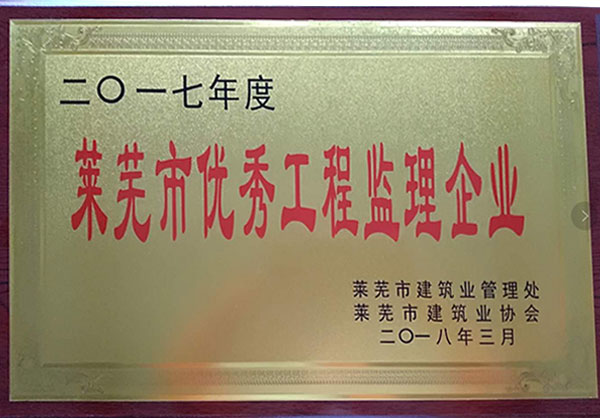 二〇一七年度
莱芜市优秀工程监理企业
莱芜市建筑业管理处
莱芜市建筑业协会
二〇一八年三月